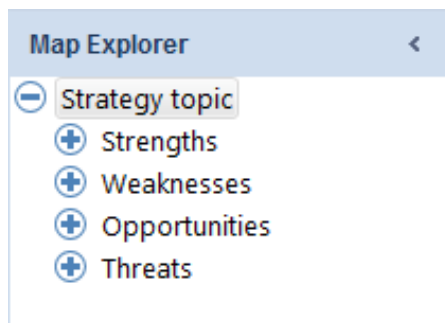 Map Explorer
Strategy topic
Strengths
Weaknesses
Opportunities
Threats